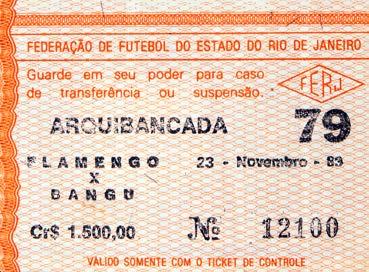 FEDERAÇÃO DE FUTEBOL DO ESTADO DO RIO DE JANEIRO
Guarde em seu poder para caso
de transferência ou suspensão.
FERJ
ARQUIBANCADA 79
FLAMENGO 23 - Novembro - 83
X
BANGU
Cr$ 1.500,00 Nº 12100
VÁLIDO SOMENTE COM O TICKET DE CONTROLE